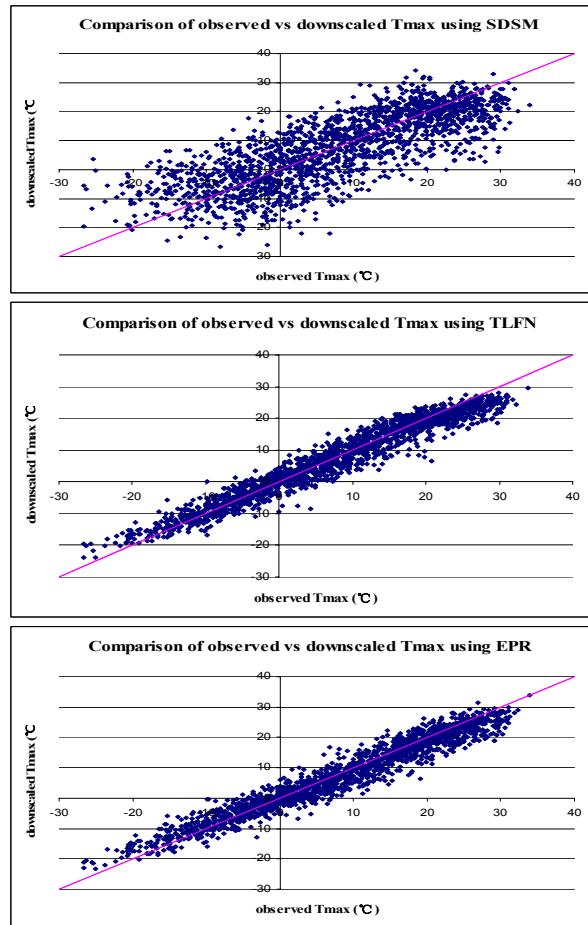 Comparison of observed vs downscaled Tmax using SDSM
40
30
20
10
0
-30 -20 -10 0 10 20 30 40
-10
-20
-30
downscaled Tmax (℃
observed Tmax (℃)
Comparison of observed vs downscaled Tmax using TLFN
40
30
20
10
0
-30 -20 -10 0 10 20 30 40
-10
-20
-30
downscaled Tmax (℃
observed Tmax (℃)
Comparison of observed vs downscaled Tmax using EPR
40
30
20
10
0
-30 -20 -10 0 10 20 30 40
-10
-20
-30
downscaled Tmax (℃
observed Tmax (℃)